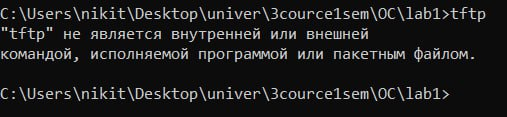 C:\Users\nikit\Desktop\univer\3cource1sem\OC\lab1>tftp
"tftp" не является внутренней или внешней
командой, исполняемой программой или пакетным файлом.
C:\Users\nikit\Desktop\univer\3cource1sem\OC\lab1>